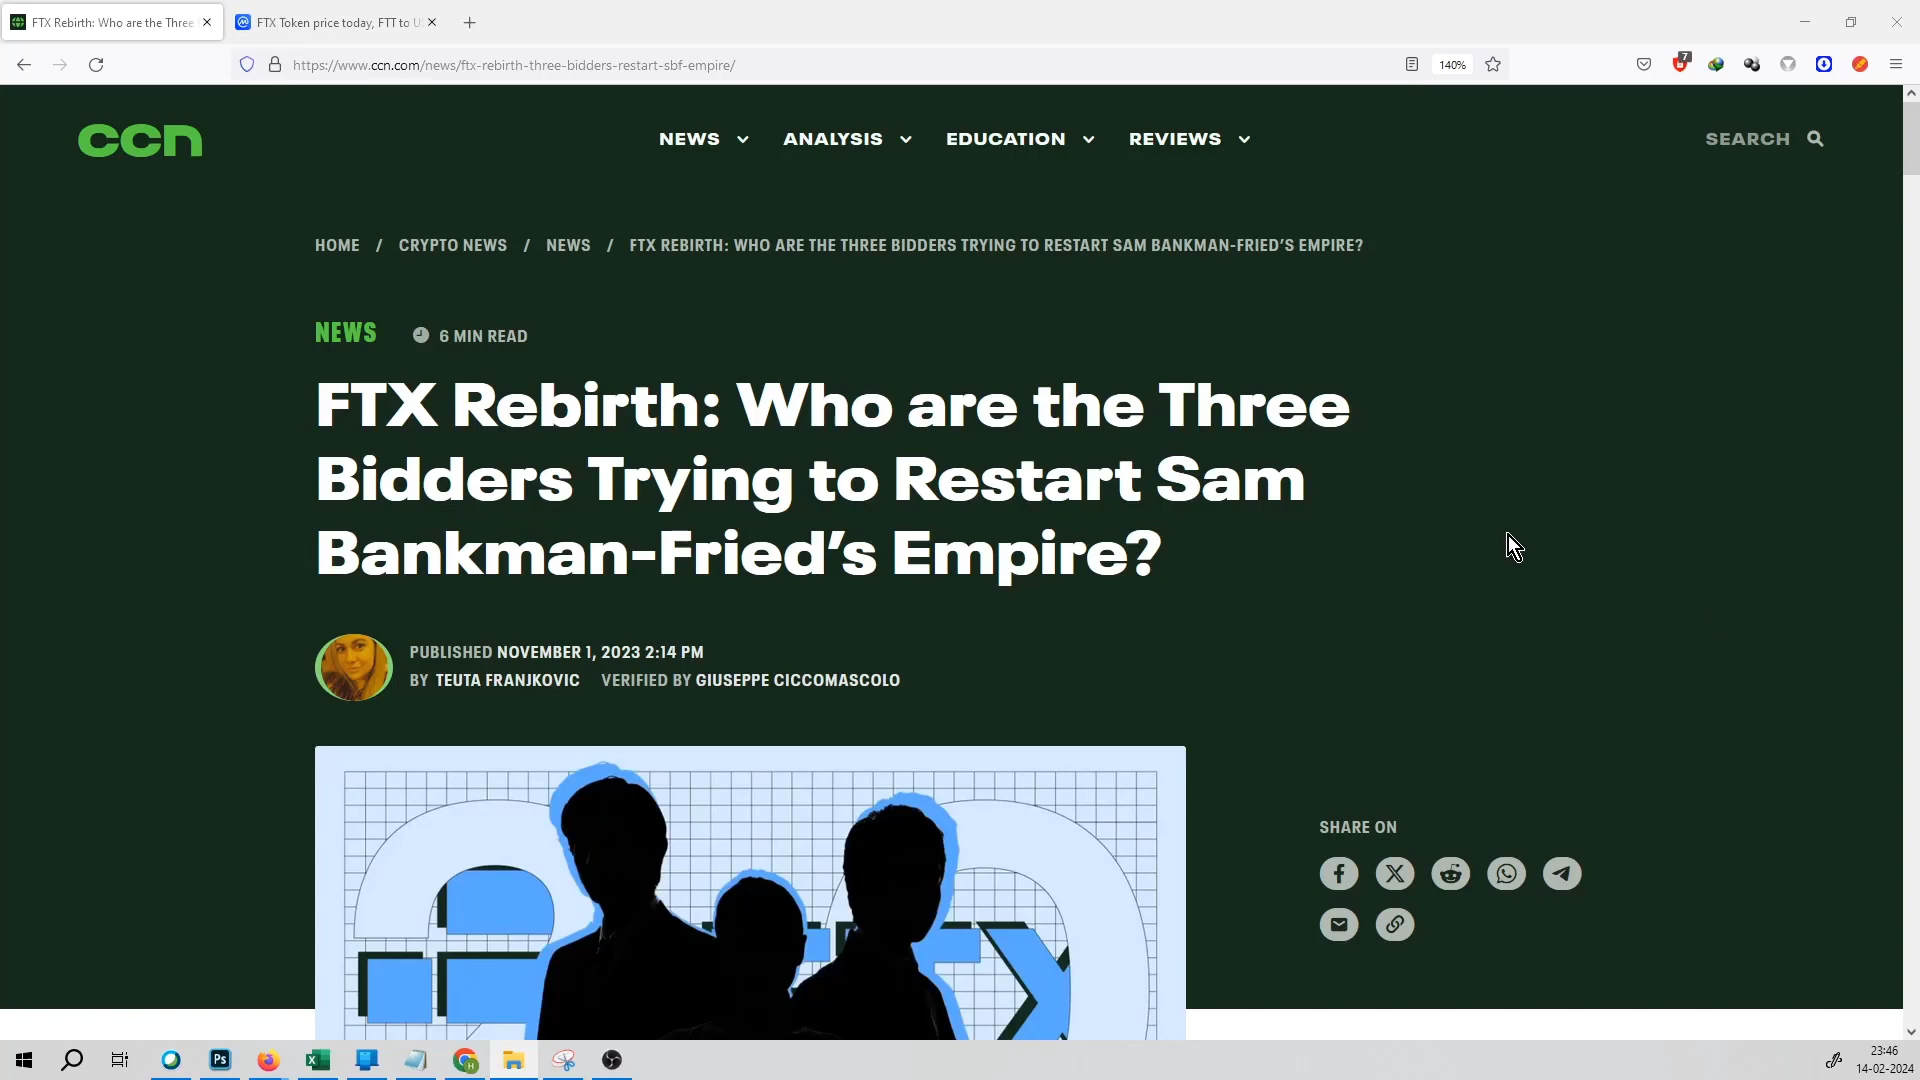 FTX Rebirth: Who are the Three
FTX Token price today, FTT to U
https://www.ccn.com/news/ftx-rebirth-three-bidders-restart-sbf-empire/
140%
7
ccn
NEWS ANALYSIS EDUCATION REVIEWS
SEARCH
HOME / CRYPTO NEWS / NEWS / FTX REBIRTH: WHO ARE THE THREE BIDDERS TRYING TO RESTART SAM BANKMAN-FRIED’S EMPIRE?
NEWS 6 MIN READ
FTX Rebirth: Who are the Three
Bidders Trying to Restart Sam
Bankman-Fried’s Empire?
PUBLISHED NOVEMBER 1, 2023 2:14 PM
BY TEUTA FRANJKOVIC VERIFIED BY GIUSEPPE CICCOMASCOLO
SHARE ON
Ps
H
23:46
14-02-2024